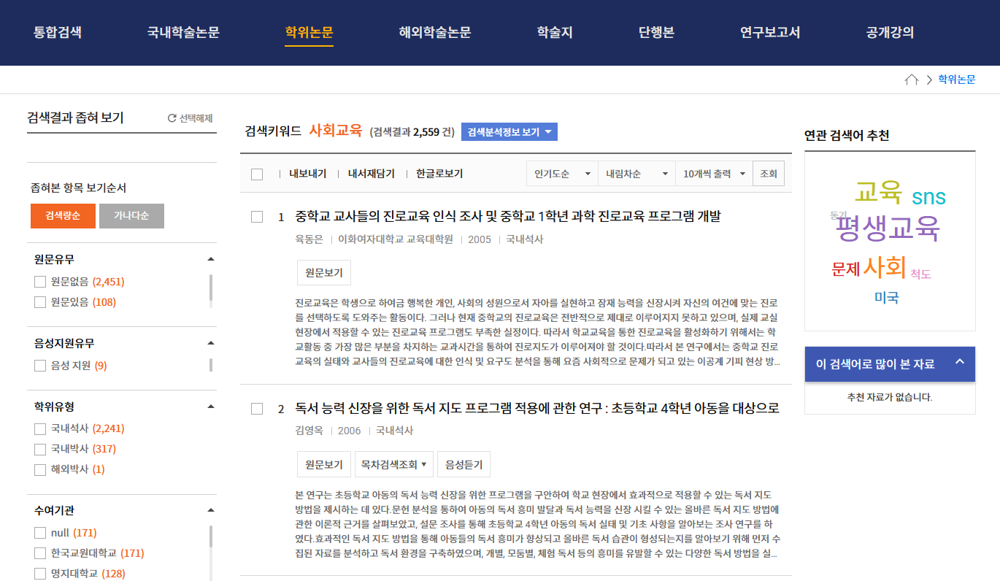 통합검색 국내학술논문 학위논문 해외학술논문 학술지 단행본 연구보고서 공개강의
학위논문
검색결과 좁혀 보기 선택해제
좁혀본 항목 보기순서
검색량순 가나다순
원문유무
원문없음 (2,451)
원문있음 (108)
음성지원유무
음성 지원 (9)
학위유형
국내석사 (2,241)
국내박사 (317)
해외박사 (1)
수여기관
null (171)
한국교원대학교 (171)
명지대학교 (128)
검색키워드 사회교육 (검색결과 2,559 건) 검색분석정보 보기
내보내기 내서재담기 한글로보기 인기도순 내림차순 10개씩 출력 조회
1 중학교 교사들의 진로교육 인식 조사 및 중학교 1학년 과학 진로교육 프로그램 개발
육동은 이화여자대학교 교육대학원 2005 국내석사
원문보기
진로교육은 학생으로 하여금 행복한 개인, 사회의 성원으로서 자아를 실현하고 잠재 능력을 신장시켜 자신의 여건에 맞는 진로
를 선택하도록 도와주는 활동이다. 그러나 현재 중학교의 진로교육은 전반적으로 제대로 이루어지지 못하고 있으며, 실제 교실
현장에서 적용할 수 있는 진로교육 프로그램도 부족한 실정이다. 따라서 학교교육을 통한 진로교육을 활성화하기 위해서는 학
교활동 중 가장 많은 부분을 차지하는 교과시간을 통하여 진로지도가 이루어져야 할 것이다.따라서 본 연구에서는 중학교 진로
교육의 실태와 교사들의 진로교육에 대한 인식 및 요구도 분석을 통해 요즘 사회적으로 문제가 되고 있는 이공계 기피 현상 방...
2 독서 능력 신장을 위한 독서 지도 프로그램 적용에 관한 연구 : 초등학교 4학년 아동을 대상으로
김영옥 2006 국내석사
원문보기 목차검색조회 음성듣기
본 연구는 초등학교 아동의 독서 능력 신장을 위한 프로그램을 구안하여 학교 현장에서 효과적으로 적용할 수 있는 독서 지도
방법을 제시하는 데 있다.문헌 분석을 통하여 아동의 독서 흥미 발달과 독서 능력을 신장 시킬 수 있는 올바른 독서 지도 방법에
관한 이론적 근거를 살펴보았고, 설문 조사를 통해 초등학교 4학년 아동의 독서 실태 및 기초 사항을 알아보는 조사 연구를 하
였다.효과적인 독서 지도 방법을 통해 아동들의 독서 흥미가 향상되고 올바른 독서 습관이 형성되는지를 알아보기 위해 먼저 수
집된 자료를 분석하고 독서 환경을 구축하였으며, 개별, 모둠별, 체험 독서 등의 흥미를 유발할 수 있는 다양한 독서 방법을 실...
연관 검색어 추천
교육 sns
동기
평생교육
문제 사회 척도
미국
이 검색어로 많이 본 자료
추천 자료가 없습니다.